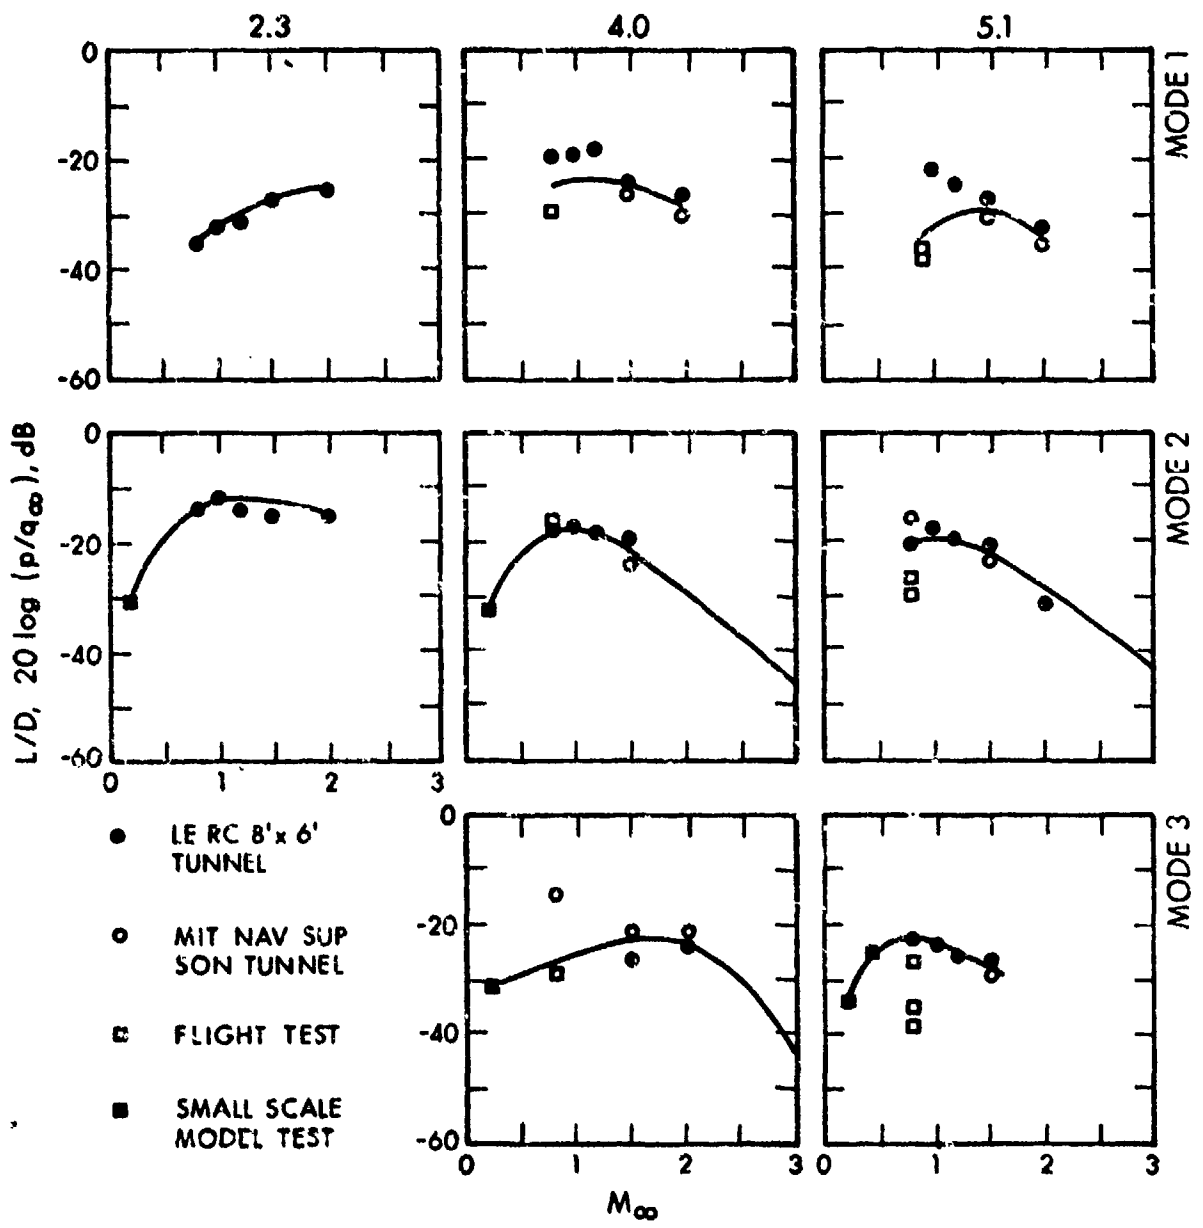 2.3 4.0 5.1
0
-20
-40
-60
MODE 1
0
-20
-40
-60
0 1 2 3
MODE 2
L/D, 20 log (p/q∞), dB
● LE RC 8'x 6'
TUNNEL
○ MIT NAV SUP
SON TUNNEL
□ FLIGHT TEST
■ SMALL SCALE
MODEL TEST
0
-20
-40
-60
0 1 2 3 0 1 2 3
MODE 3
M∞